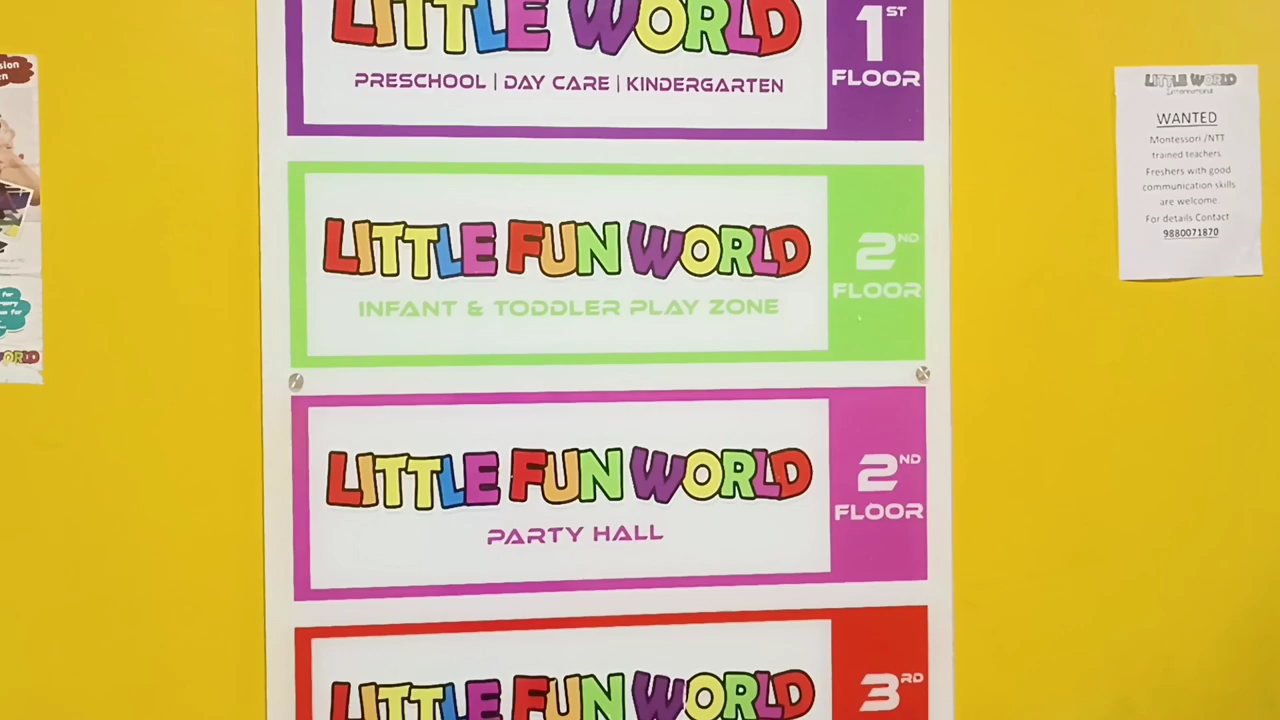 LITTLE WORLD
PRESCHOOL | DAY CARE | KINDERGARTEN
1ST
FLOOR
LITTLE FUN WORLD
INFANT & TODDLER PLAY ZONE
2ND
FLOOR
LITTLE FUN WORLD
PARTY HALL
2ND
FLOOR
LITTLE FUN WORLD
3RD
LITTLE WORLD
International
WANTED
Montessori /NTT
trained teachers.
Freshers with good
communication skills
are welcome
For details Contact
9880071870
for